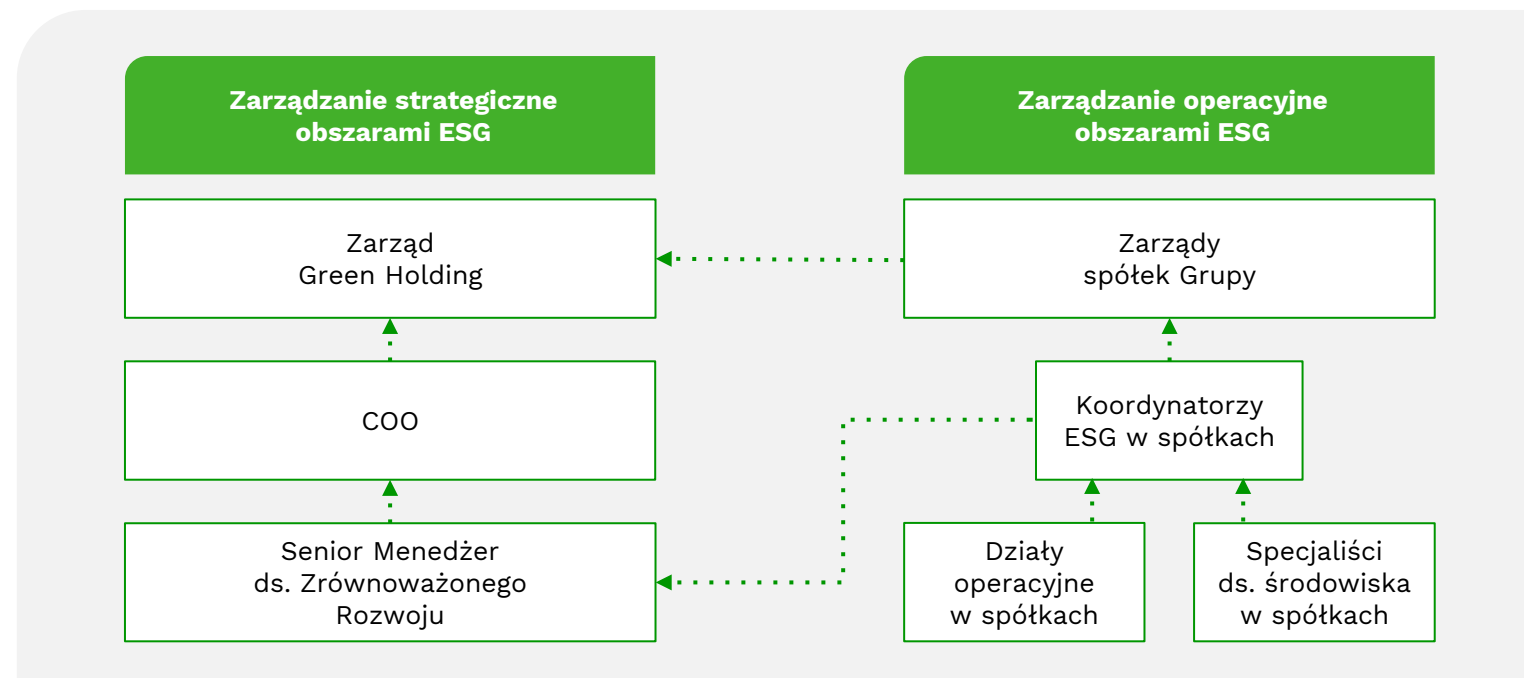 Zarządzanie strategiczne
obszarami ESG
Zarząd
Green Holding
COO
Senior Menedżer
ds. Zrównoważonego
Rozwoju
Zarządzanie operacyjne
obszarami ESG
Zarządy
spółek Grupy
Koordynatorzy
ESG w spółkach
Działy
operacyjne
w spółkach
Specjaliści
ds. środowiska
w spółkach